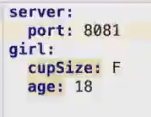 server:
  port: 8081
girl:
  cupSize: F
  age: 18